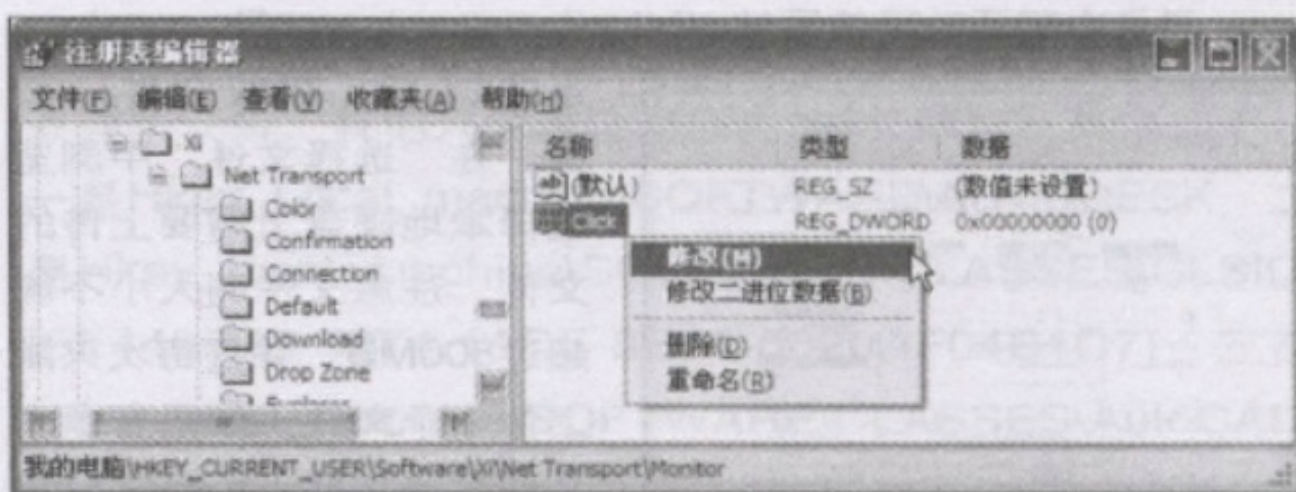 注册表编辑器
文件(F) 编辑(E) 查看(V) 收藏夹(A) 帮助(H)
Xi
Net Transport
Color
Confirmation
Connection
Default
Download
Drop Zone
Explorer
名称 类型 数据
(默认) REG_SZ (数值未设置)
Click REG_DWORD 0x00000000 (0)
修改(M)
修改二进位数据(B)
删除(D)
重命名(R)
我的电脑\HKEY_CURRENT_USER\Software\Xi\Net Transport\Monitor